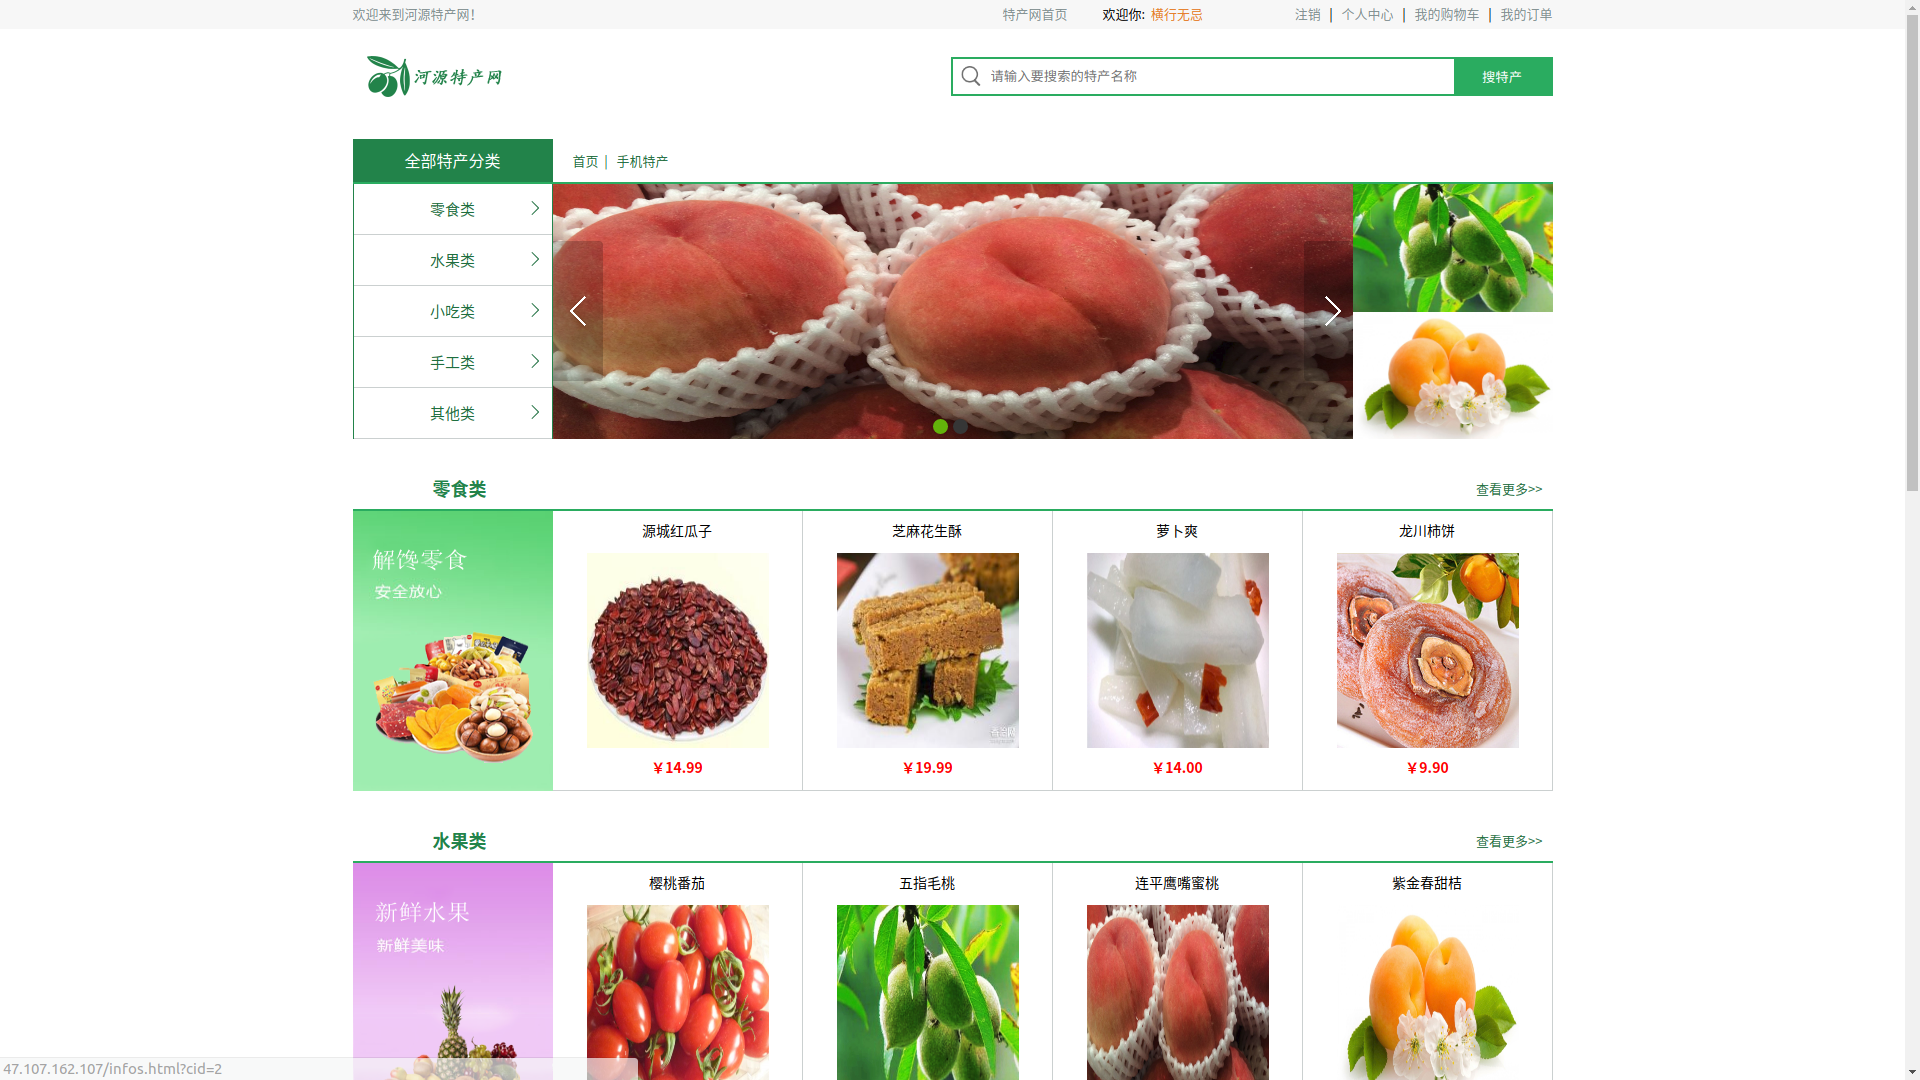 欢迎来到河源特产网!
特产网首页 欢迎你: 横行无忌 注销 | 个人中心 | 我的购物车 | 我的订单
河源特产网
请输入要搜索的特产名称 搜特产
全部特产分类 首页 | 手机特产
零食类
水果类
小吃类
手工类
其他类
零食类 查看更多>>
解馋零食
安全放心
源城红瓜子 芝麻花生酥 萝卜爽 龙川柿饼
￥14.99 ￥19.99 ￥14.00 ￥9.90
水果类 查看更多>>
新鲜水果
新鲜美味
樱桃番茄 五指毛桃 连平鹰嘴蜜桃 紫金春甜桔
47.107.162.107/infos.html?cid=2